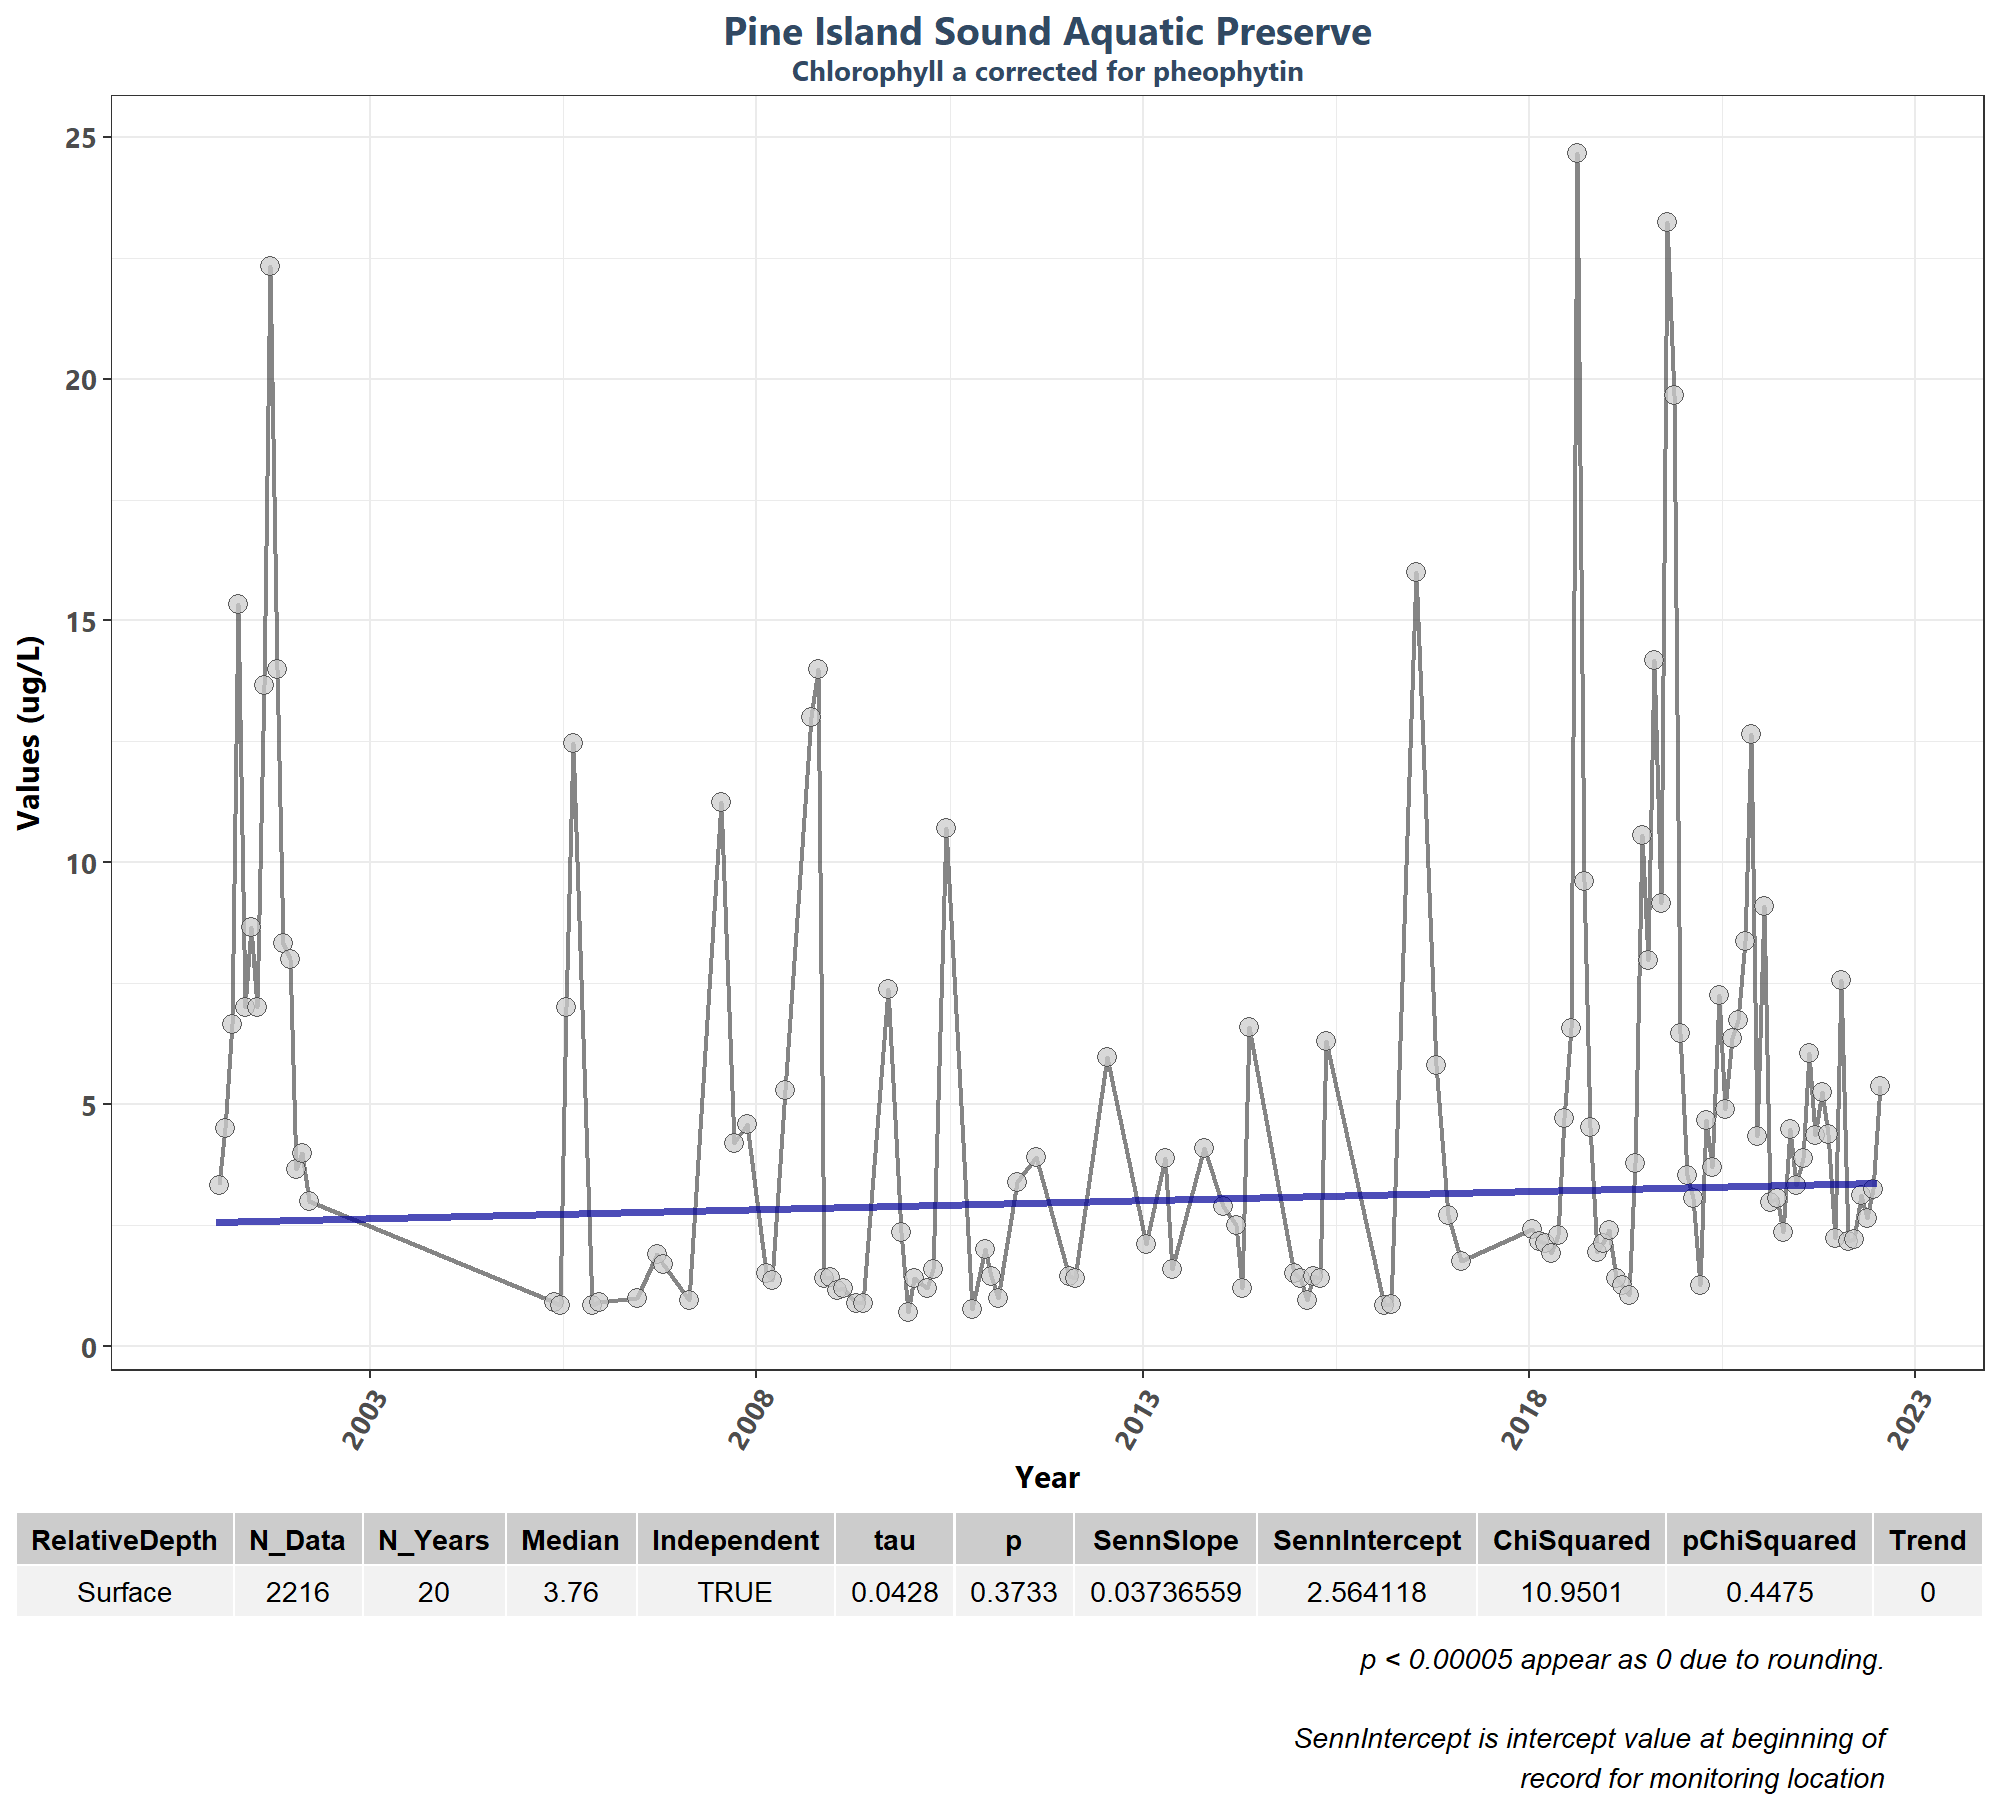 Pine Island Sound Aquatic Preserve
Chlorophyll a corrected for pheophytin
25
20
15
10
5
0
Values (ug/L)
2003
2008
2013
2018
2023
Year
RelativeDepth N_Data N_Years Median Independent tau p SennSlope SennIntercept ChiSquared pChiSquared Trend
Surface 2216 20 3.76 TRUE 0.0428 0.3733 0.03736559 2.564118 10.9501 0.4475 0
p < 0.00005 appear as 0 due to rounding.
SennIntercept is intercept value at beginning of
record for monitoring location